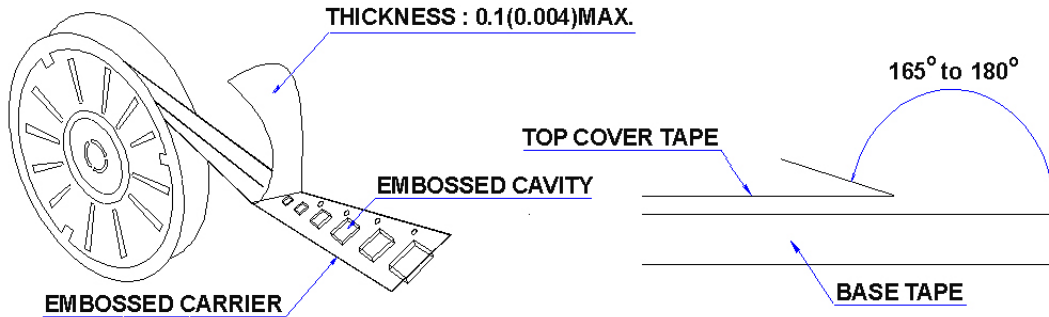 THICKNESS : 0.1(0.004)MAX.
165° to 180°
TOP COVER TAPE
EMBOSSED CAVITY
EMBOSSED CARRIER
BASE TAPE